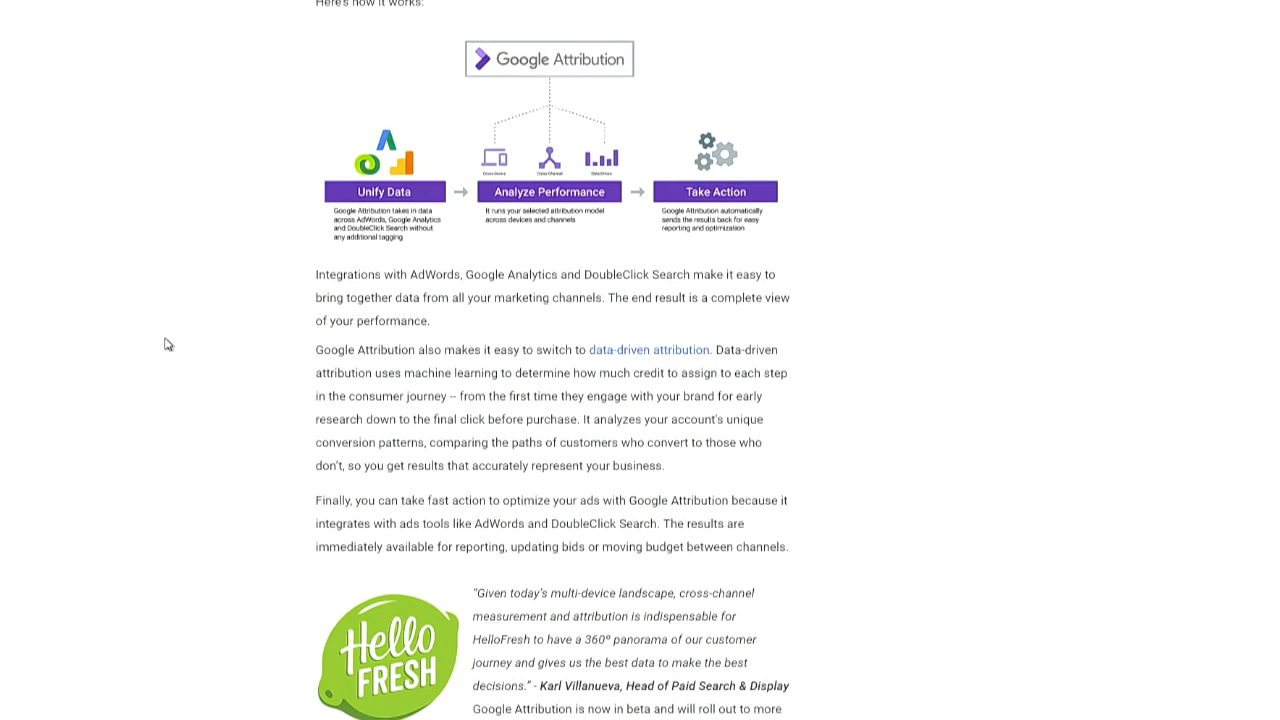 Here's how it works:
Google Attribution
Cross-Device Cross-Channel Data-Driven
Unify Data Analyze Performance Take Action
Google Attribution takes in data
across AdWords, Google Analytics
and DoubleClick Search without
any additional tagging
It runs your selected attribution model
across devices and channels
Google Attribution automatically
sends the results back for easy
reporting and optimization
Integrations with AdWords, Google Analytics and DoubleClick Search make it easy to
bring together data from all your marketing channels. The end result is a complete view
of your performance.
Google Attribution also makes it easy to switch to data-driven attribution. Data-driven
attribution uses machine learning to determine how much credit to assign to each step
in the consumer journey – from the first time they engage with your brand for early
research down to the final click before purchase. It analyzes your account's unique
conversion patterns, comparing the paths of customers who convert to those who
don't, so you get results that accurately represent your business.
Finally, you can take fast action to optimize your ads with Google Attribution because it
integrates with ads tools like AdWords and DoubleClick Search. The results are
immediately available for reporting, updating bids or moving budget between channels.
Hello
FRESH
"Given today's multi-device landscape, cross-channel
measurement and attribution is indispensable for
HelloFresh to have a 360º panorama of our customer
journey and gives us the best data to make the best
decisions." - Karl Villanueva, Head of Paid Search & Display
Google Attribution is now in beta and will roll out to more